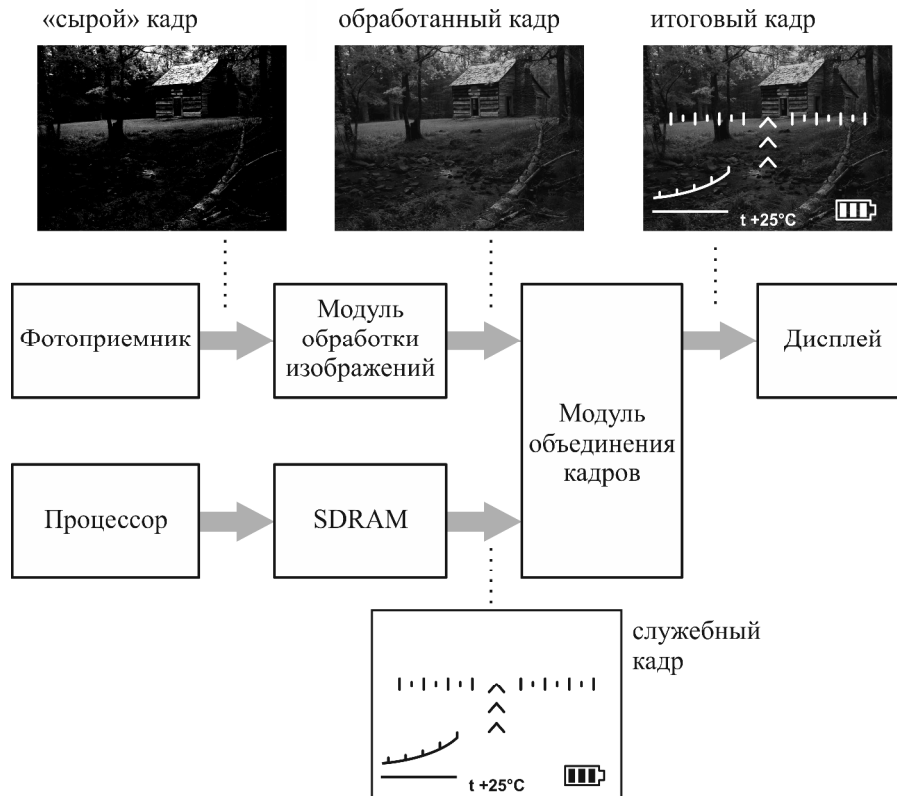 «сырой» кадр
обработанный кадр
итоговый кадр
t +25°C
Фотоприемник
Модуль
обработки
изображений
Модуль
объединения
кадров
Дисплей
Процессор
SDRAM
служебный
кадр
t +25°C